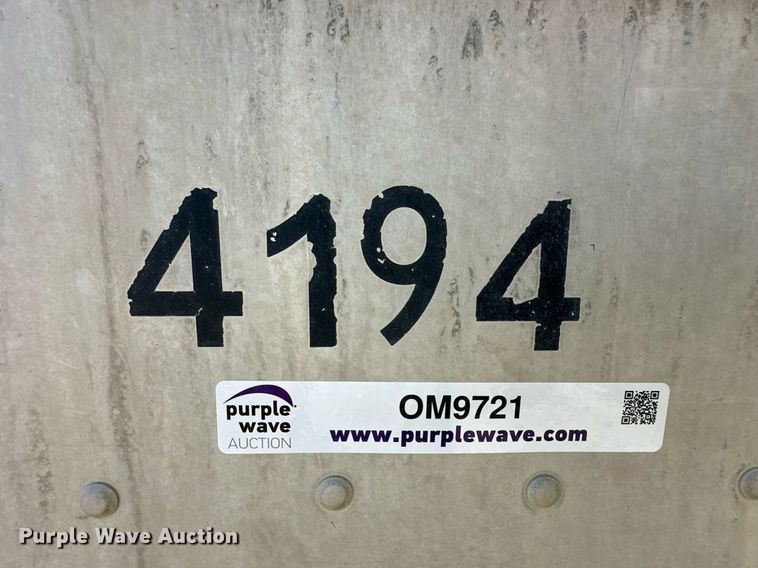 4194
purple
wave
AUCTION
OM9721
www.purplewave.com
Purple Wave Auction